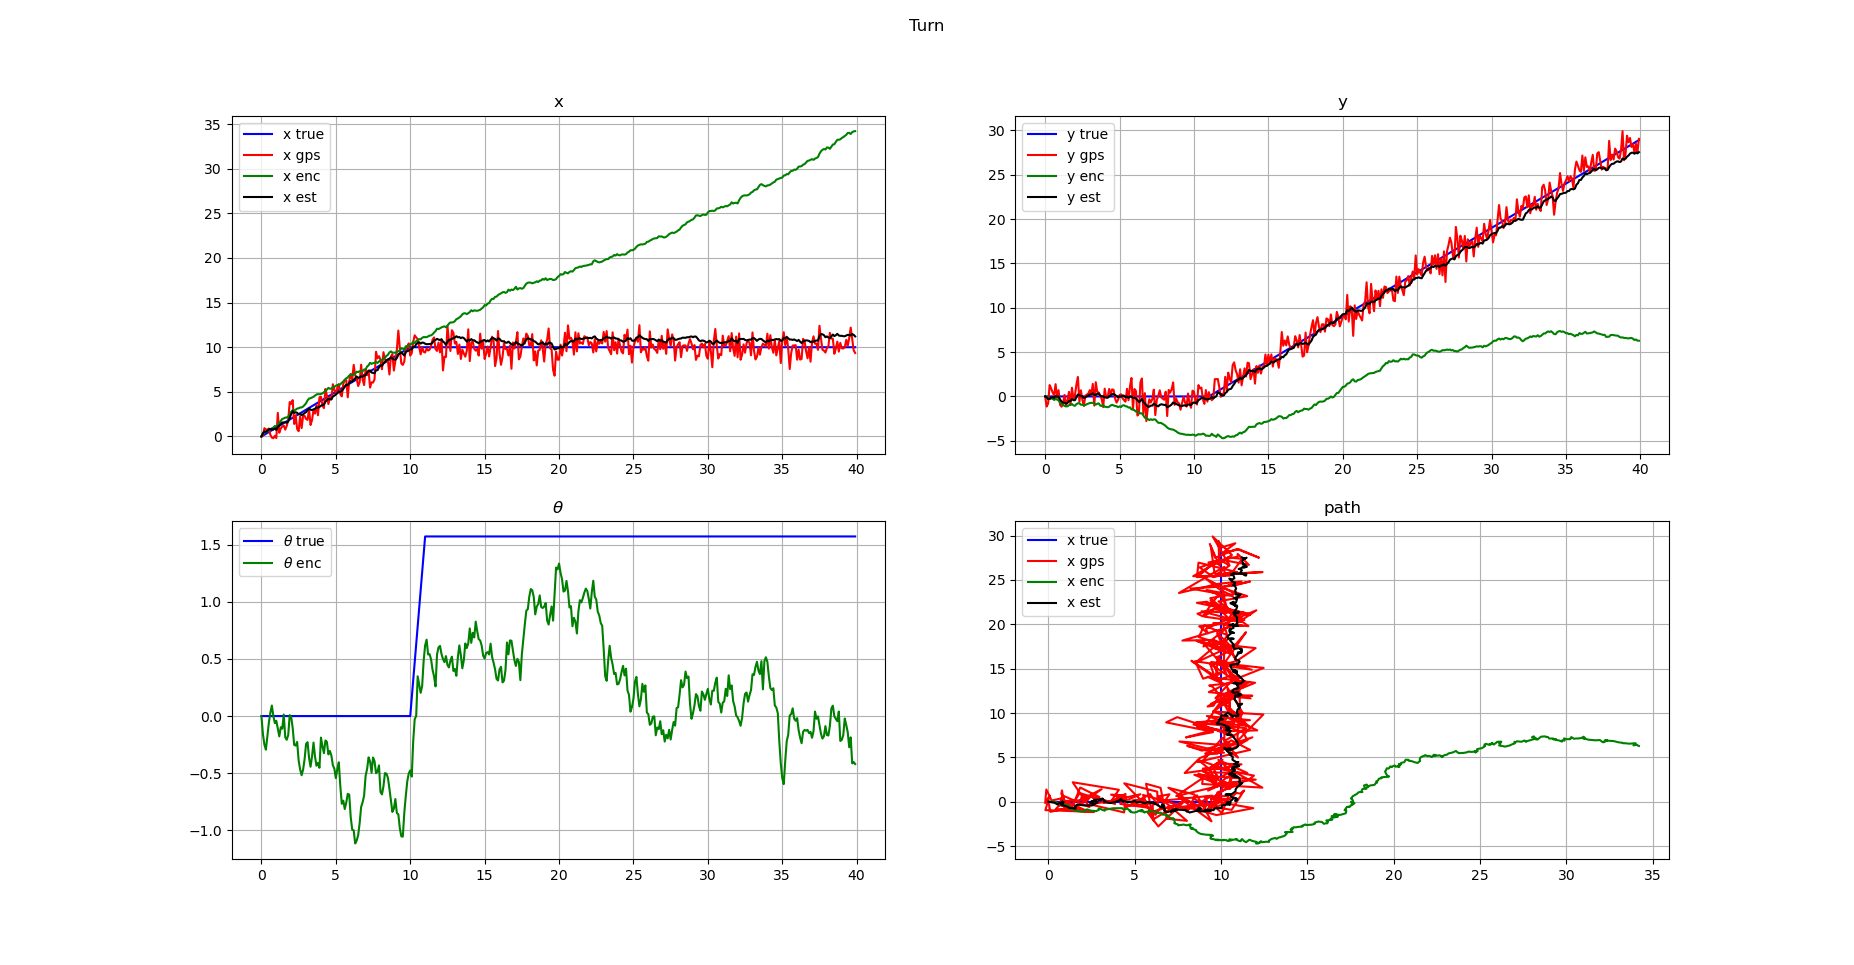 Turn
x
35
30
25
20
15
10
5
0
x true
x gps
x enc
x est
0 5 10 15 20 25 30 35 40
y
30
25
20
15
10
5
0
−5
y true
y gps
y enc
y est
0 5 10 15 20 25 30 35 40
θ
1.5
1.0
0.5
0.0
−0.5
−1.0
θ true
θ enc
0 5 10 15 20 25 30 35 40
path
30
25
20
15
10
5
0
−5
x true
x gps
x enc
x est
0 5 10 15 20 25 30 35